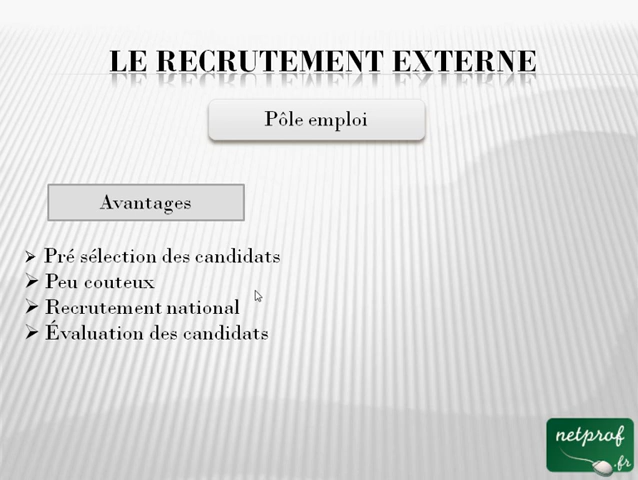 LE RECRUTEMENT EXTERNE
Pôle emploi
Avantages
Pré sélection des candidats
Peu couteux
Recrutement national
Évaluation des candidats
netprof
.fr